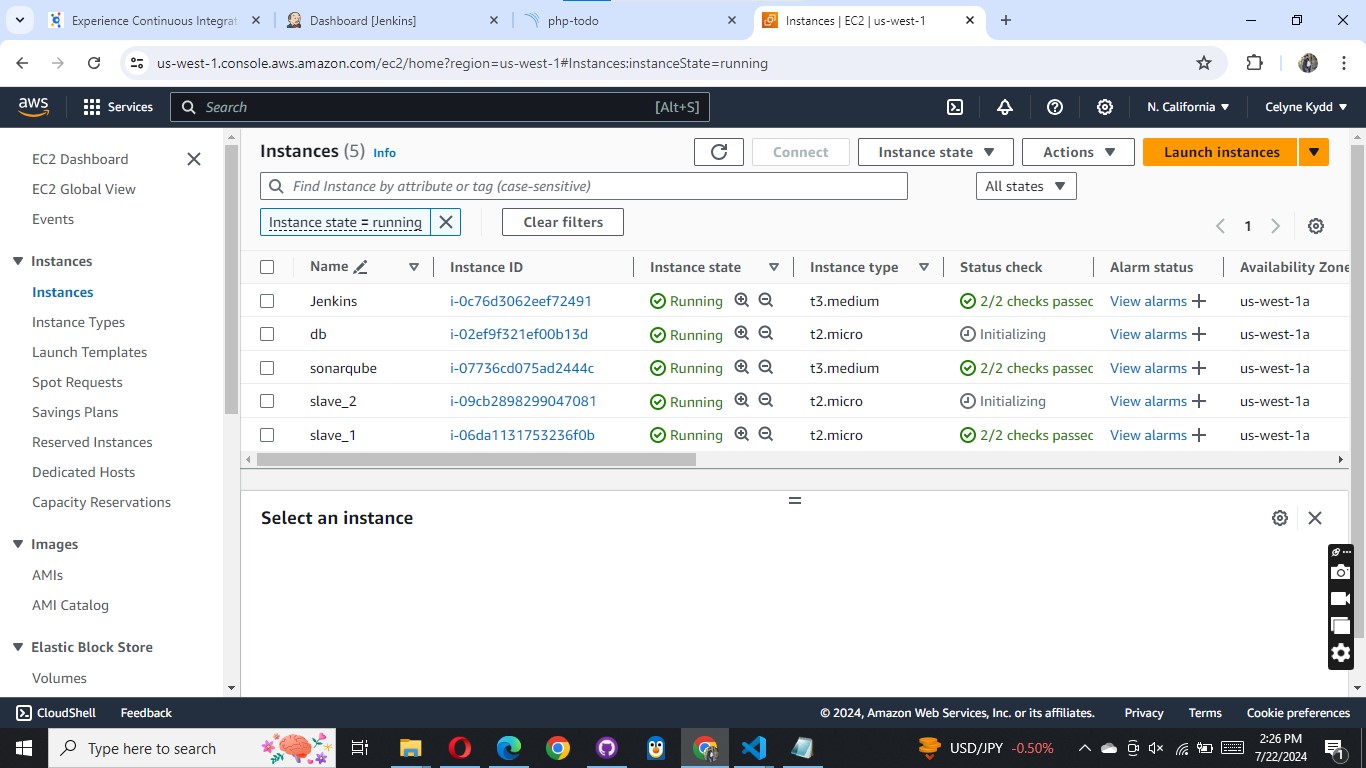 Experience Continuous Integrat
Dashboard [Jenkins]
php-todo
Instances | EC2 | us-west-1
us-west-1.console.aws.amazon.com/ec2/home?region=us-west-1#Instances:instanceState=running
aws
Services
Search
[Alt+S]
N. California
Celyne Kydd
EC2 Dashboard
EC2 Global View
Events
Instances
Instances
Instance Types
Launch Templates
Spot Requests
Savings Plans
Reserved Instances
Dedicated Hosts
Capacity Reservations
Images
AMIs
AMI Catalog
Elastic Block Store
Volumes
Instances (5) Info
Connect
Instance state
Actions
Launch instances
Find Instance by attribute or tag (case-sensitive)
All states
Instance state = running
Clear filters
1
Name Instance ID Instance state Instance type Status check Alarm status Availability Zone
Jenkins i-0c76d3062eef72491 Running t3.medium 2/2 checks passec View alarms us-west-1a
db i-02ef9f321ef00b13d Running t2.micro Initializing View alarms us-west-1a
sonarqube i-07736cd075ad2444c Running t3.medium 2/2 checks passec View alarms us-west-1a
slave_2 i-09cb2898299047081 Running t2.micro Initializing View alarms us-west-1a
slave_1 i-06da1131753236f0b Running t2.micro 2/2 checks passec View alarms us-west-1a
Select an instance
CloudShell Feedback
© 2024, Amazon Web Services, Inc. or its affiliates. Privacy Terms Cookie preferences
Type here to search
USD/JPY -0.50%
2:26 PM
7/22/2024
1